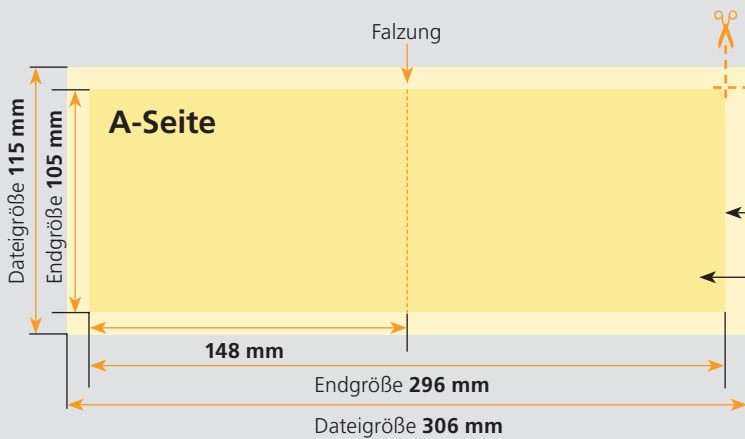 Falzung
A-Seite
Dateigröße 115 mm
Endgröße 105 mm
148 mm
Endgröße 296 mm
Dateigröße 306 mm